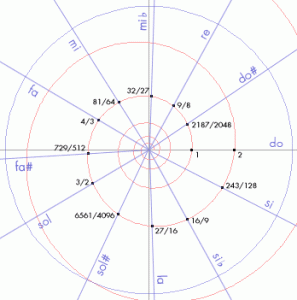 mi♭
re
mi
do#
fa
32/27
81/64
9/8
4/3
2187/2048
729/512
1
2
do
fa#
3/2
243/128
si
sol
6561/4096
16/9
27/16
si♭
sol#
la